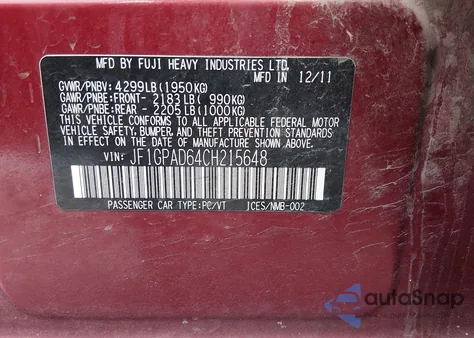 MFD BY FUJI HEAVY INDUSTRIES LTD.
MFD IN 12/11
GVWR/PNBV: 4299LB(1950KG)
GAWR/PNBE:FRONT- 2183LB( 990KG)
GAWR/PNBE:REAR - 2205LB(1000KG)
THIS VEHICLE CONFORMS TO ALL APPLICABLE FEDERAL MOTOR
VEHICLE SAFETY, BUMPER, AND THEFT PREVENTION STANDARDS
IN EFFECT ON THE DATE OF MANUFACTURE SHOWN ABOVE.
VIN: JF1GPAD64CH215648
PASSENGER CAR TYPE:PC/VT JCES/NMB-002
autoSnap